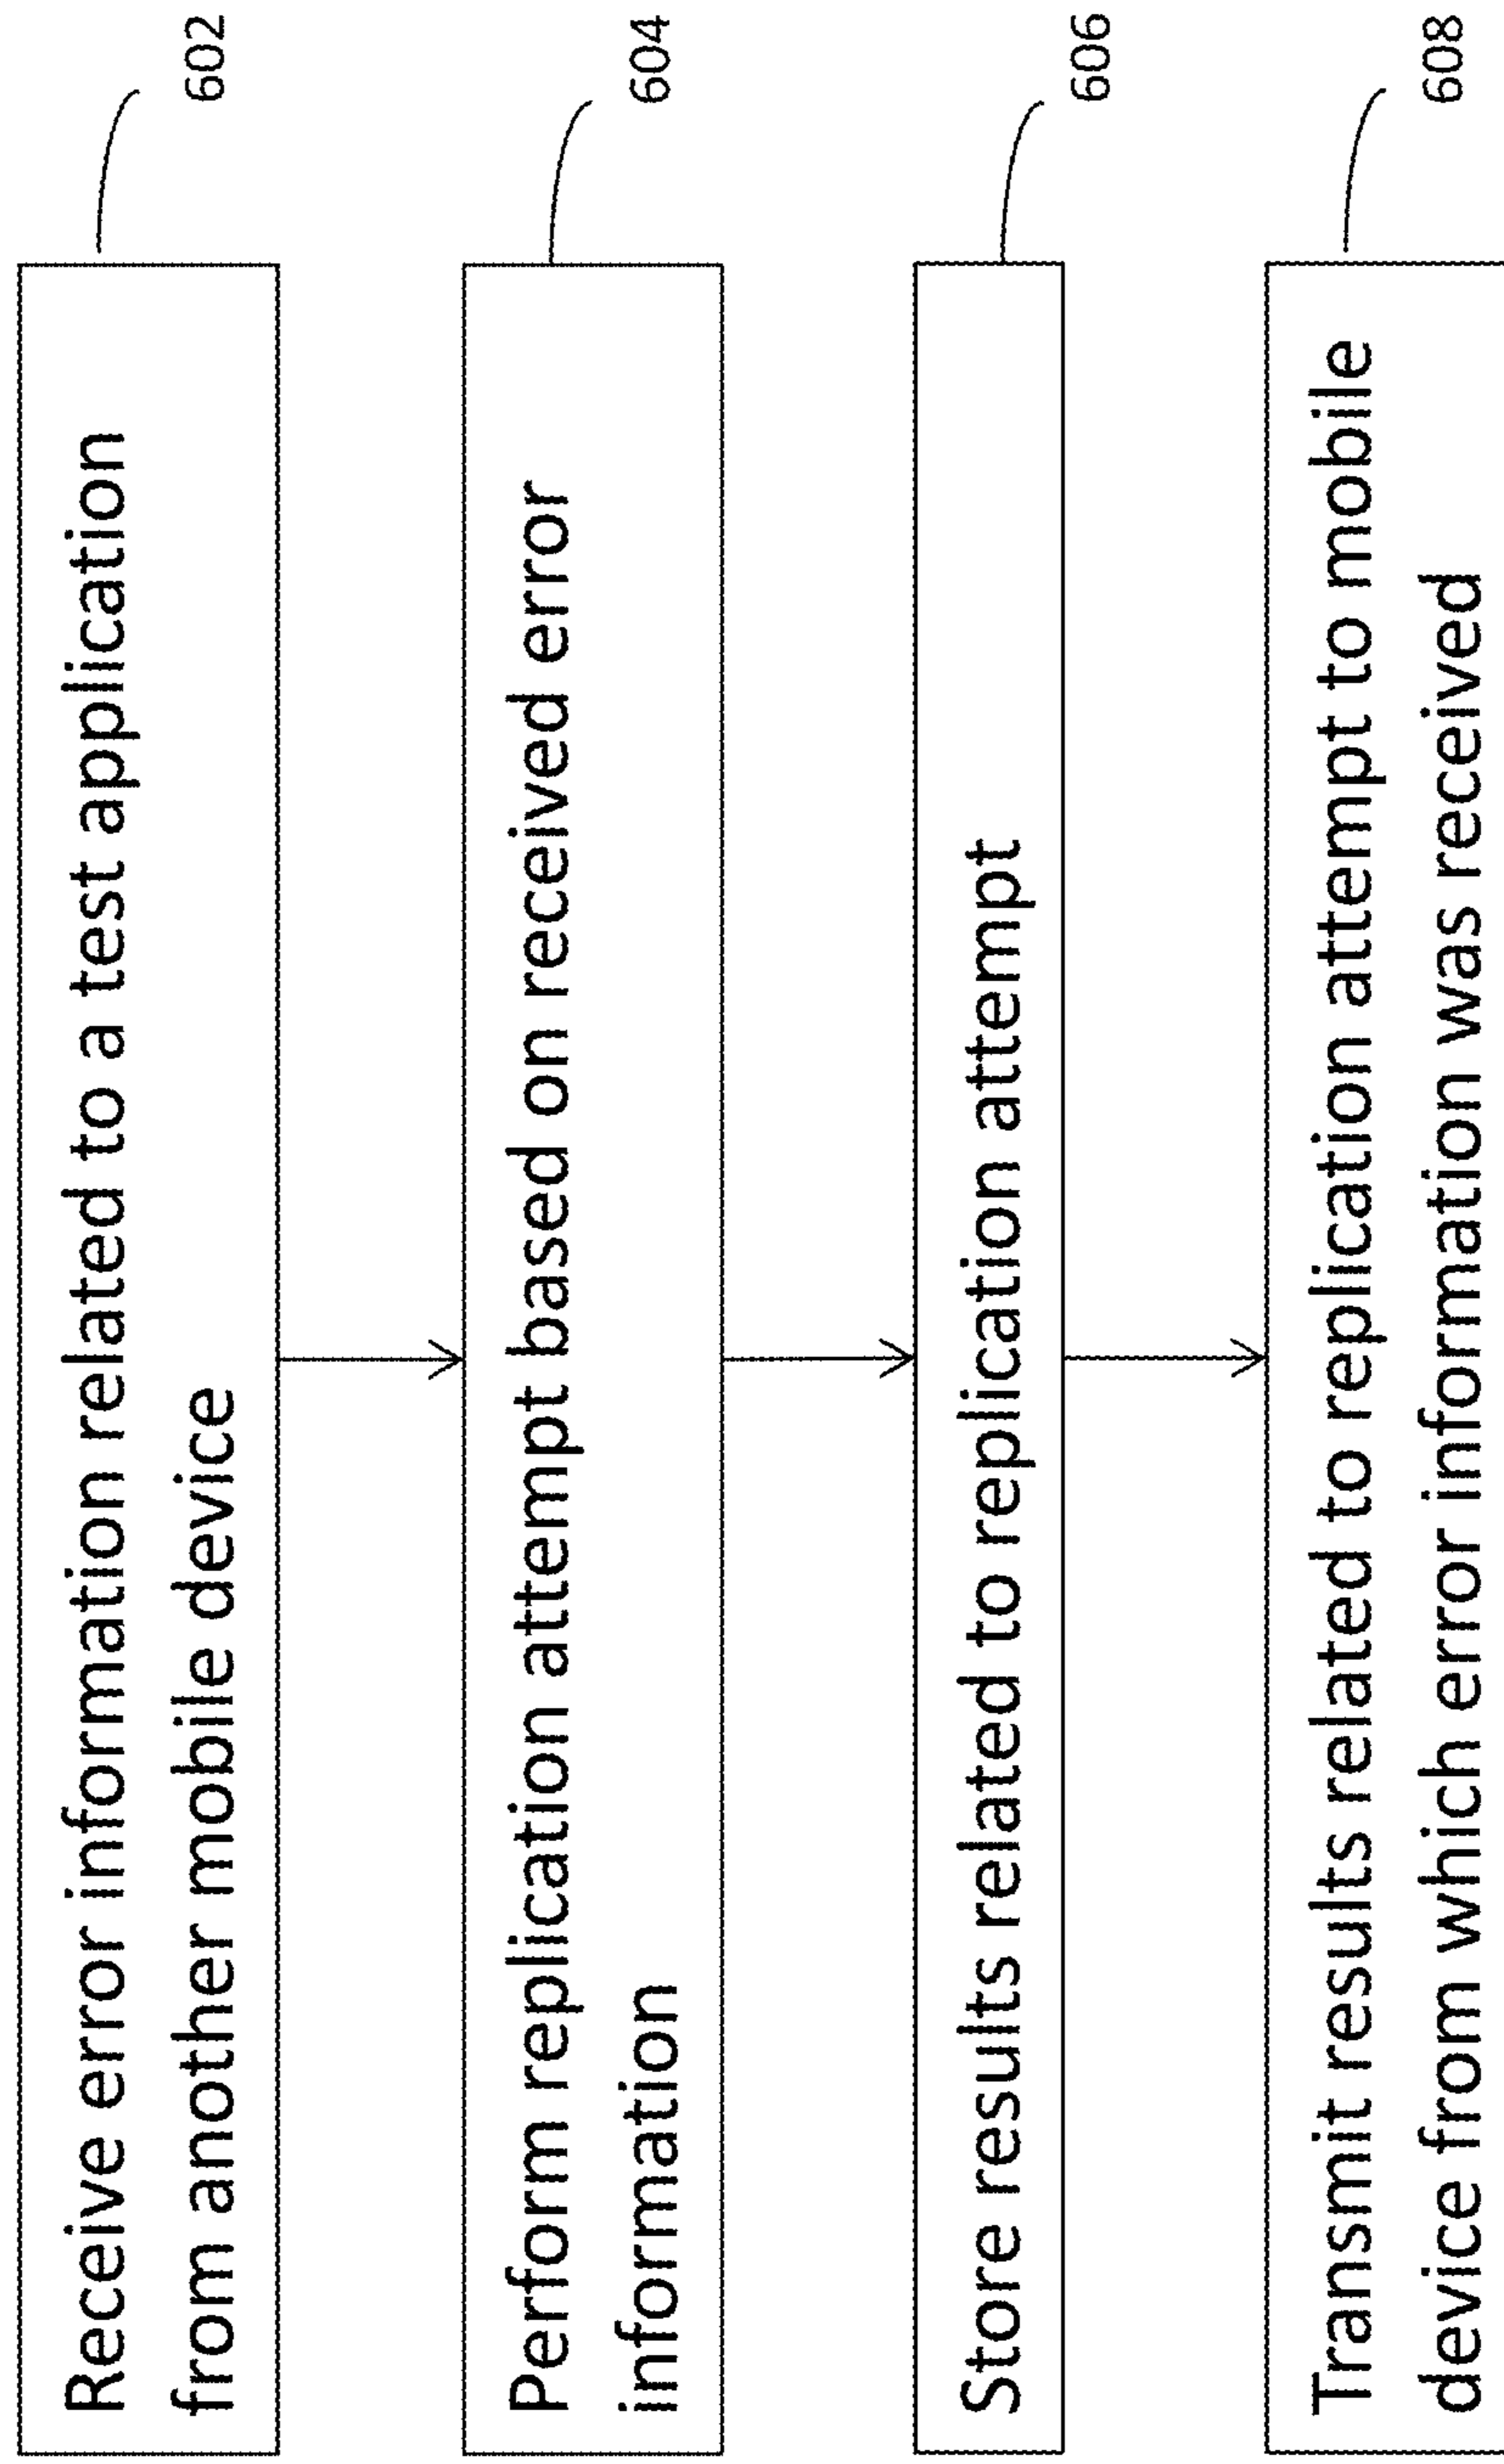 Receive error information related to a test application
from another mobile device
602
Perform replication attempt based on received error
information
604
Store results related to replication attempt
606
Transmit results related to replication attempt to mobile
device from which error information was received
608